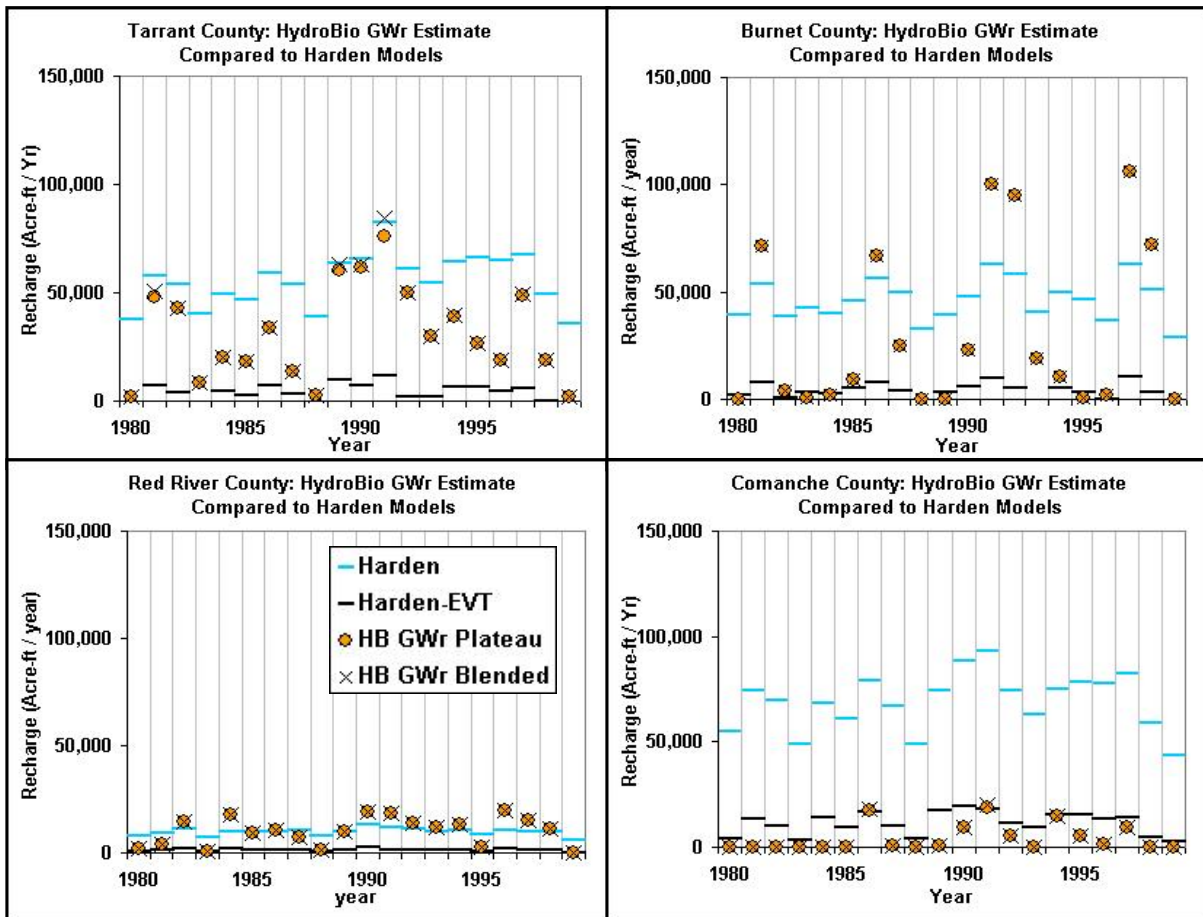 Tarrant County: HydroBio GWr Estimate
Compared to Harden Models
150,000
100,000
50,000
0
Recharge (Acre-ft / Yr)
1980
1985
1990
1995
Year
Burnet County: HydroBio GWr Estimate
Compared to Harden Models
150,000
100,000
50,000
0
Recharge (Acre-ft / year)
1980
1985
1990
1995
Year
Red River County: HydroBio GWr Estimate
Compared to Harden Models
150,000
100,000
50,000
0
Recharge (Acre-ft / year)
Harden
Harden-EVT
HB GWr Plateau
HB GWr Blended
1980
1985
1990
1995
year
Comanche County: HydroBio GWr Estimate
Compared to Harden Models
150,000
100,000
50,000
0
Recharge (Acre-ft / Yr)
1980
1985
1990
1995
Year